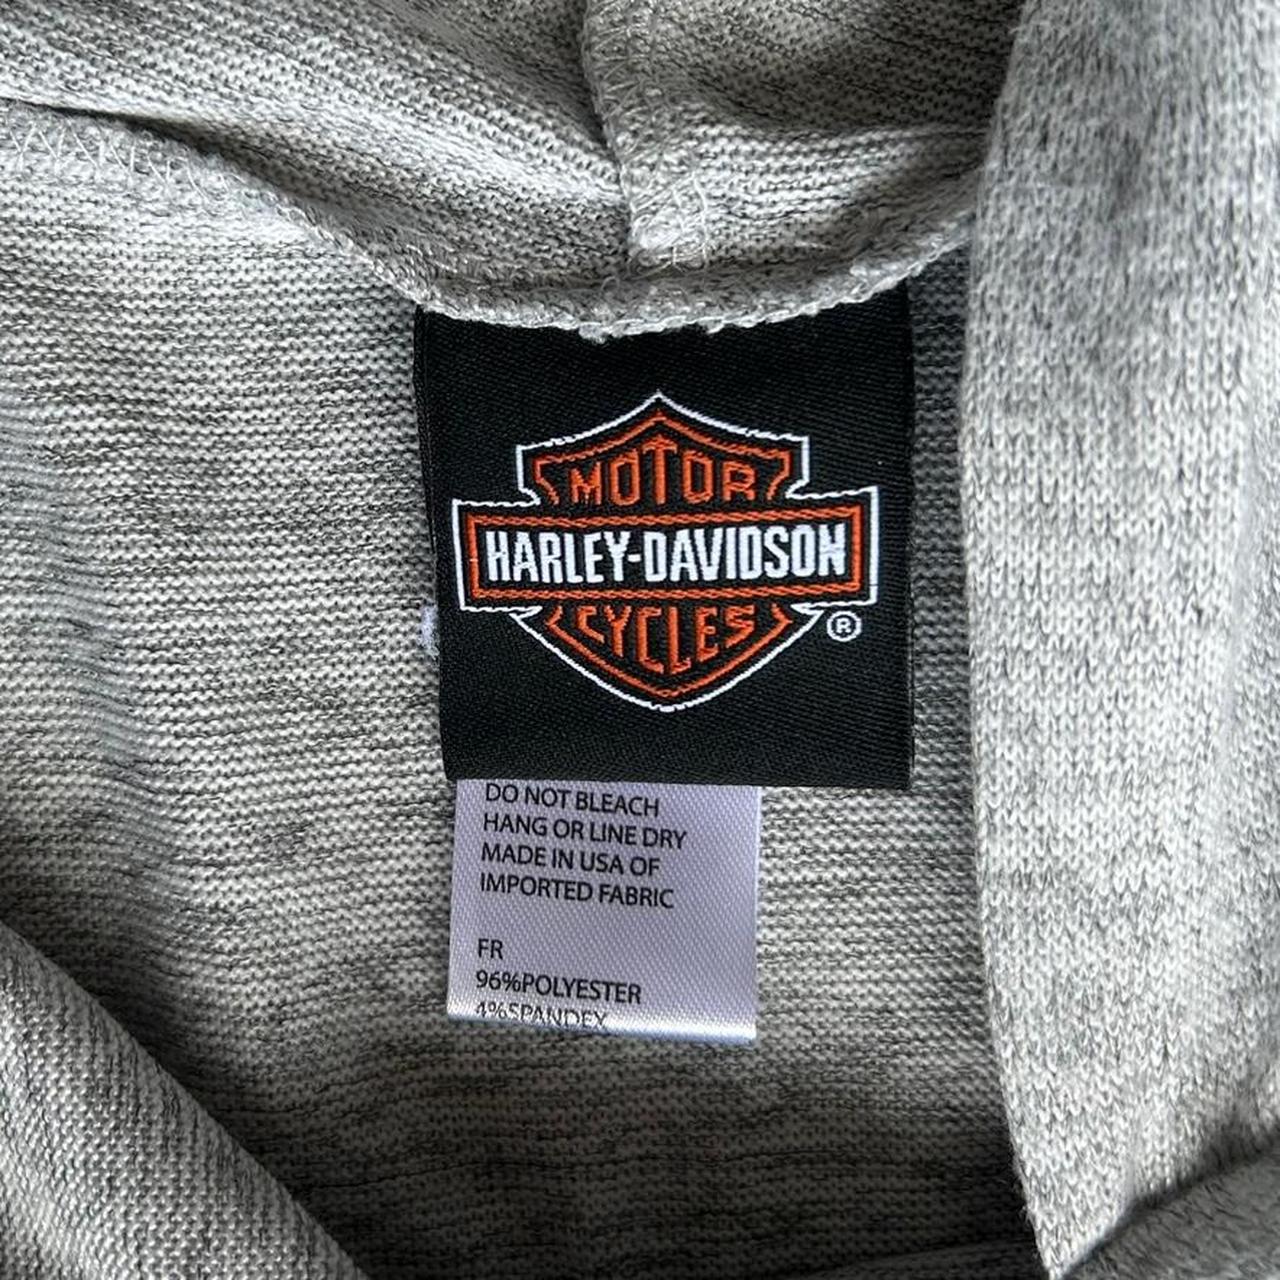 MOTOR
HARLEY-DAVIDSON
CYCLES
®
DO NOT BLEACH
HANG OR LINE DRY
MADE IN USA OF
IMPORTED FABRIC
FR
96%POLYESTER
4%SPANDEX